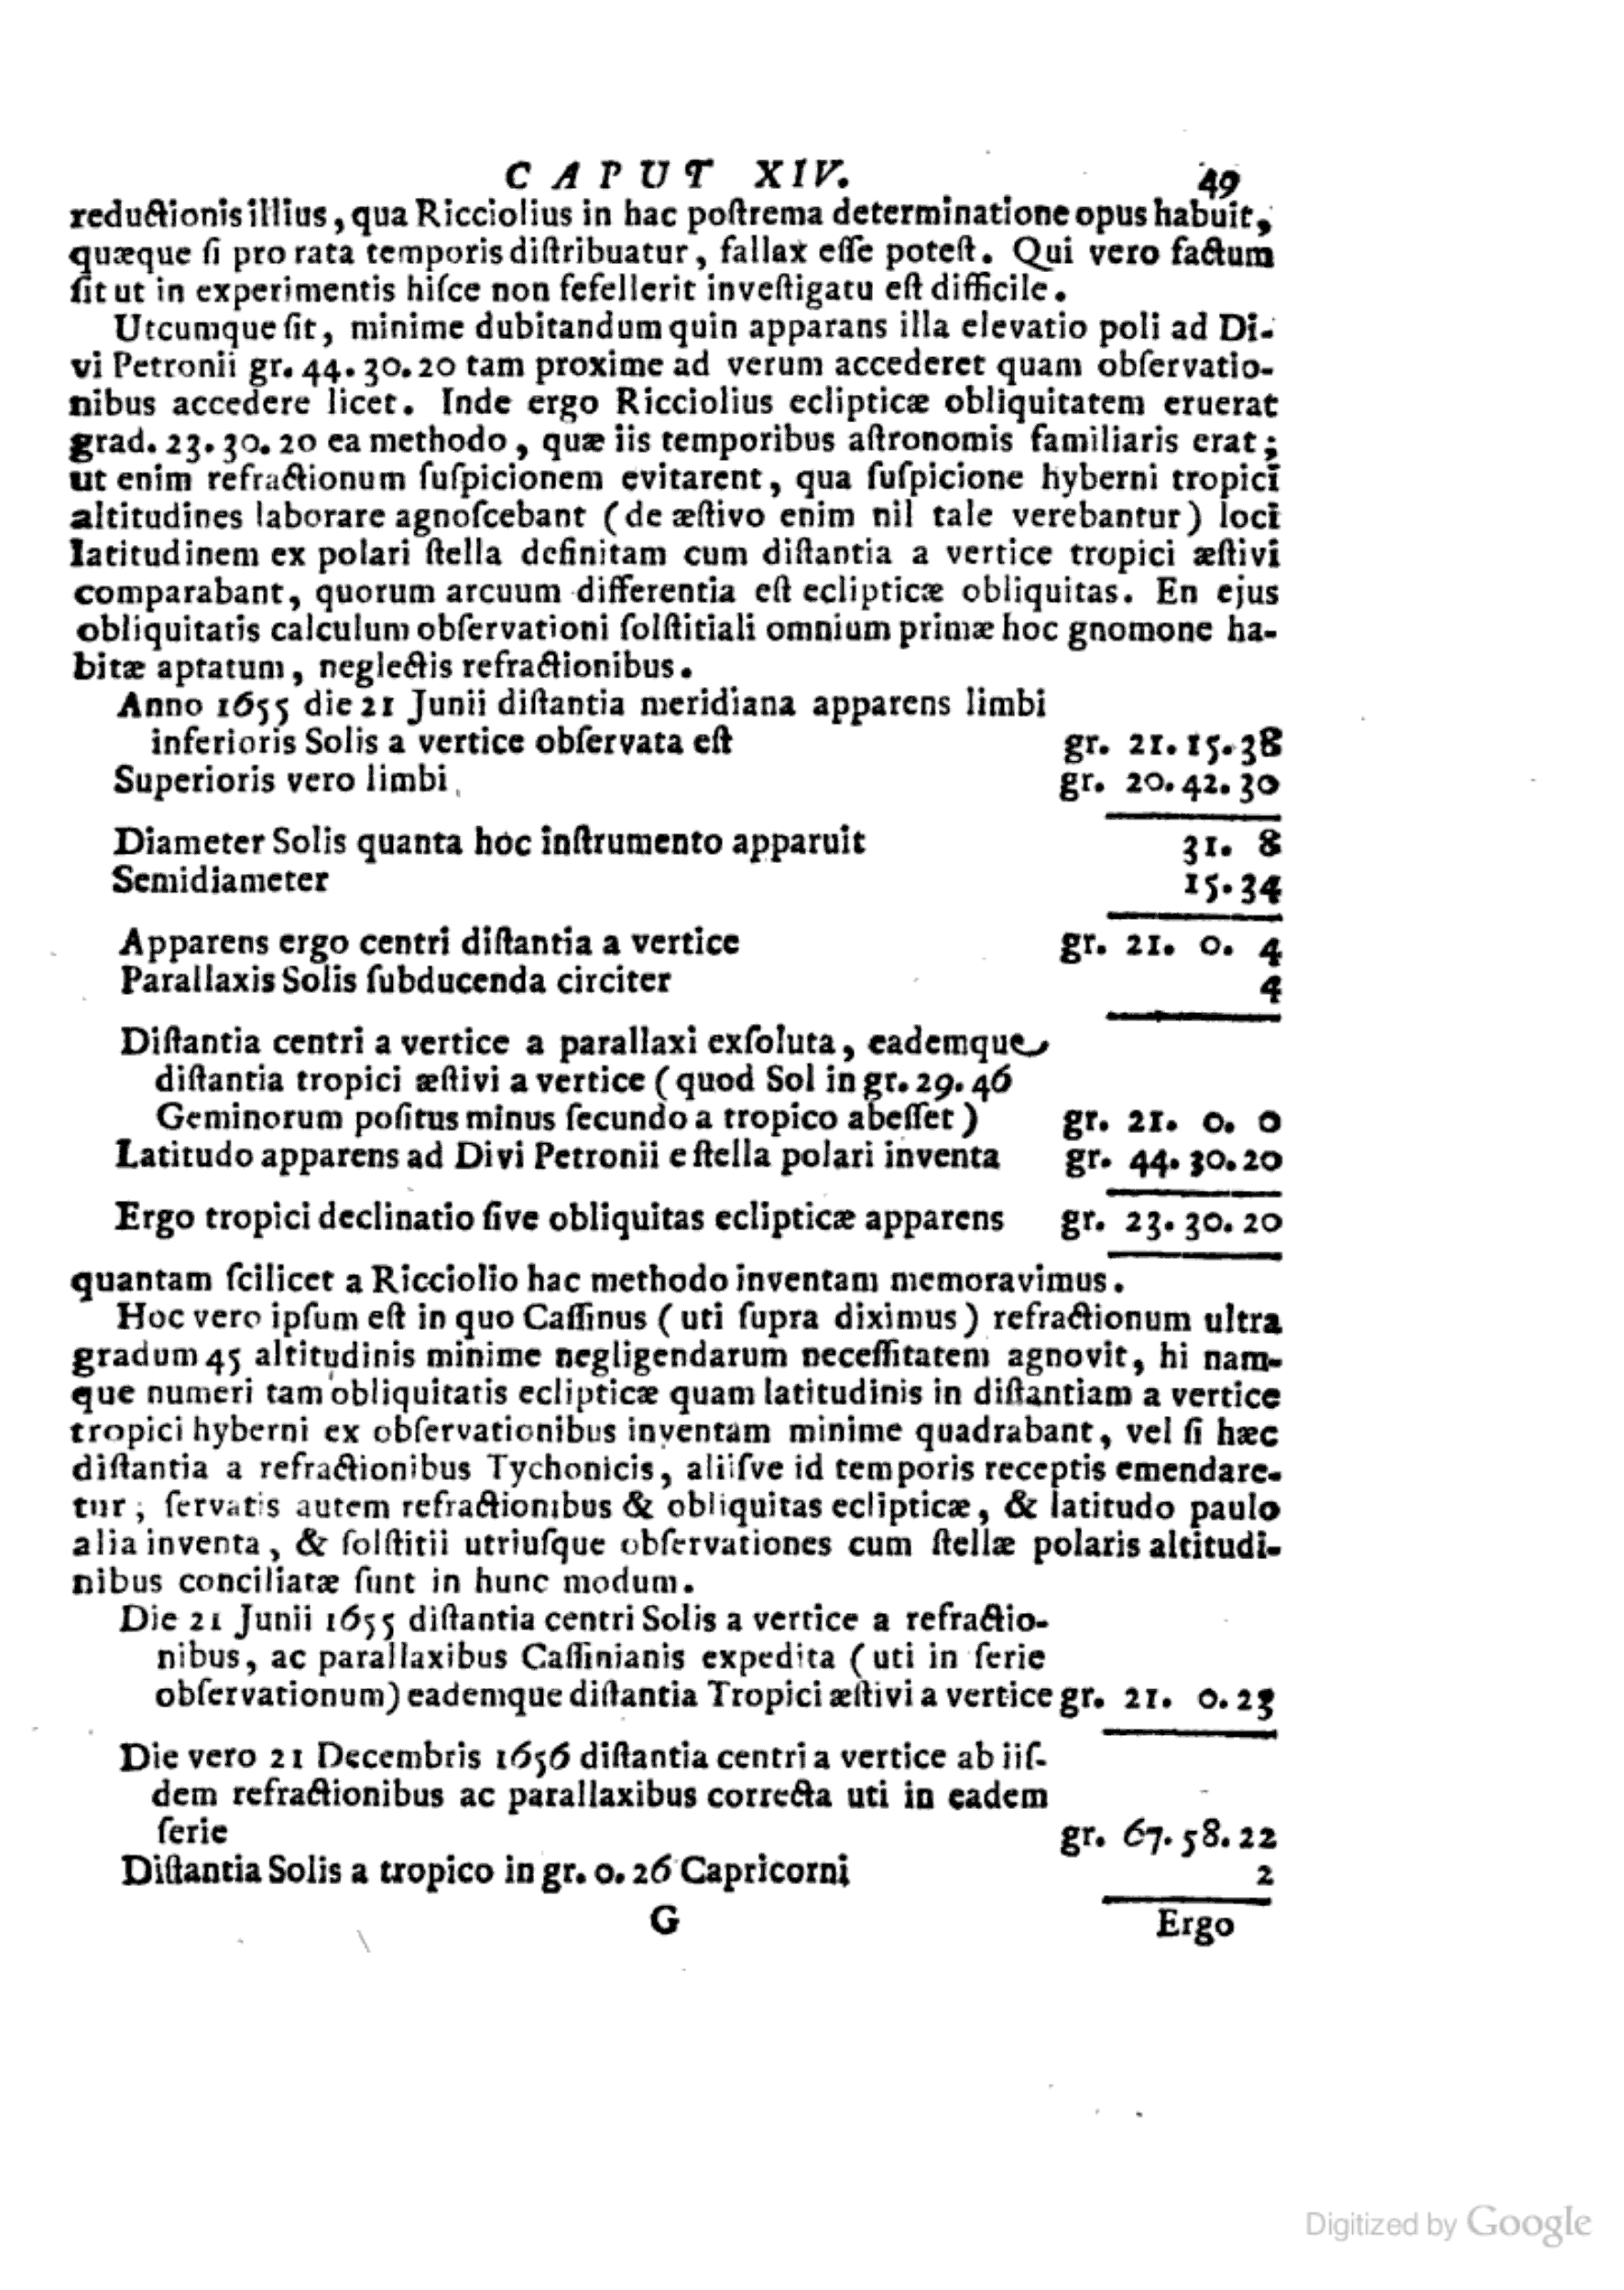 CAPUT XIV. 49
reductionis illius, qua Ricciolius in hac poſtrema determinatione opus habuit,
quæque ſi pro rata temporis diſtribuatur, fallax eſſe poteſt. Qui vero factum
ſit ut in experimentis hiſce non fefellerit inveſtigatu eſt difficile.
Utcumque ſit, minime dubitandum quin apparans illa elevatio poli ad Di-
vi Petronii gr. 44. 30. 20 tam proxime ad verum accederet quam obſervatio-
nibus accedere licet. Inde ergo Ricciolius eclipticæ obliquitatem eruerat
grad. 23. 30. 20 ea methodo, quæ iis temporibus aſtronomis familiaris erat;
ut enim refractionum ſuſpicionem evitarent, qua ſuſpicione hyberni tropici
altitudines laborare agnoſcebant (de æſtivo enim nil tale verebantur) loci
latitudinem ex polari ſtella definitam cum diſtantia a vertice tropici æſtivi
comparabant, quorum arcuum differentia eſt eclipticæ obliquitas. En ejus
obliquitatis calculum obſervationi ſolſtitiali omnium primæ hoc gnomone ha-
bitæ aptatum, neglectis refractionibus.
Anno 1655 die 21 Junii diſtantia meridiana apparens limbi
inferioris Solis a vertice obſervata eſt gr. 21. 15. 38
Superioris vero limbi gr. 20. 42. 30
Diameter Solis quanta hoc inſtrumento apparuit 31. 8
Semidiameter 15. 34
Apparens ergo centri diſtantia a vertice gr. 21. 0. 4
Parallaxis Solis ſubducenda circiter 4
Diſtantia centri a vertice a parallaxi exſoluta, eademque
diſtantia tropici æſtivi a vertice (quod Sol in gr. 29. 46
Geminorum poſitus minus ſecundo a tropico abeſſet) gr. 21. 0. 0
Latitudo apparens ad Divi Petronii e ſtella polari inventa gr. 44. 30. 20
Ergo tropici declinatio ſive obliquitas eclipticæ apparens gr. 23. 30. 20
quantam ſcilicet a Ricciolio hac methodo inventam memoravimus.
Hoc vero ipſum eſt in quo Caſſinus (uti ſupra diximus) refractionum ultra
gradum 45 altitudinis minime negligendarum neceſſitatem agnovit, hi nam-
que numeri tam obliquitatis eclipticæ quam latitudinis in diſtantiam a vertice
tropici hyberni ex obſervationibus inventam minime quadrabant, vel ſi hæc
diſtantia a refractionibus Tychonicis, aliiſve id temporis receptis emendare-
tur; ſervatis autem refractionibus & obliquitas eclipticæ, & latitudo paulo
alia inventa, & ſolſtitii utriuſque obſervationes cum ſtellæ polaris altitudi-
nibus conciliatæ ſunt in hunc modum.
Die 21 Junii 1655 diſtantia centri Solis a vertice a refractio-
nibus, ac parallaxibus Caſſinianis expedita (uti in ſerie
obſervationum) eademque diſtantia Tropici æſtivi a vertice gr. 21. 0. 23
Die vero 21 Decembris 1656 diſtantia centri a vertice ab iiſ-
dem refractionibus ac parallaxibus correcta uti in eadem
ſerie gr. 67. 58. 22
Diſtantia Solis a tropico in gr. 0. 26 Capricorni 2
G Ergo
Digitized by Google